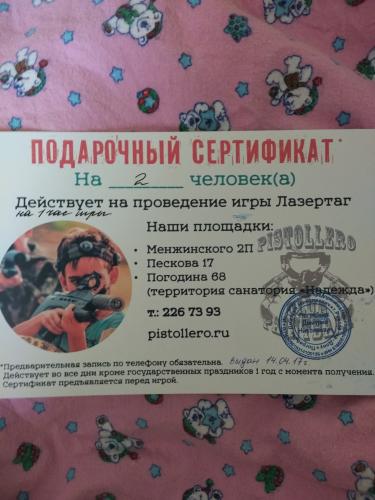 ПОДАРОЧНЫЙ СЕРТИФИКАТ*
На 2 человек(а)
Действует на проведение игры Лазертаг
на 1 час игры
Наши площадки:
PISTOLLERO
• Менжинского 2П
• Пескова 17
• Погодина 68
(территория санатория «Надежда»)
т.: 226 73 93
pistollero.ru
*Предварительная запись по телефону обязательна. Выдан 14.04.17г.
Действует во все дни кроме государственных праздников 1 год с момента получения.
Сертификат предъявляется перед игрой.